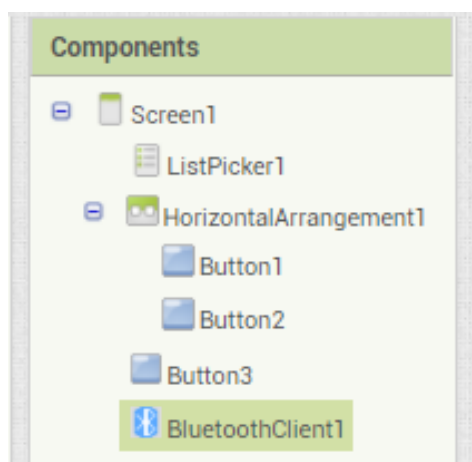 Components
Screen1
ListPicker1
HorizontalArrangement1
Button1
Button2
Button3
BluetoothClient1